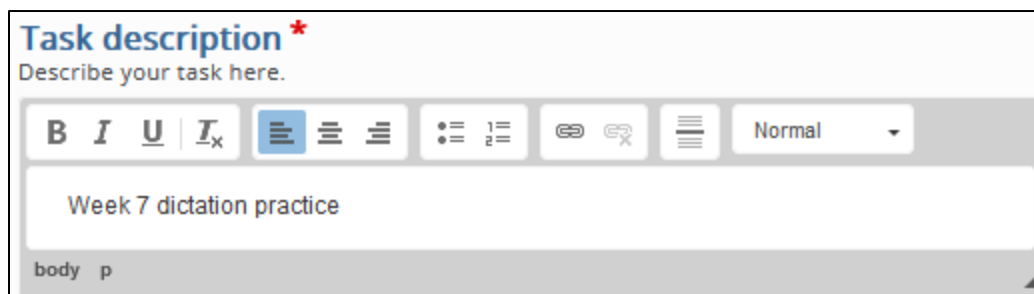 Task description *
Describe your task here.
B I U Tx Normal
Week 7 dictation practice
body p